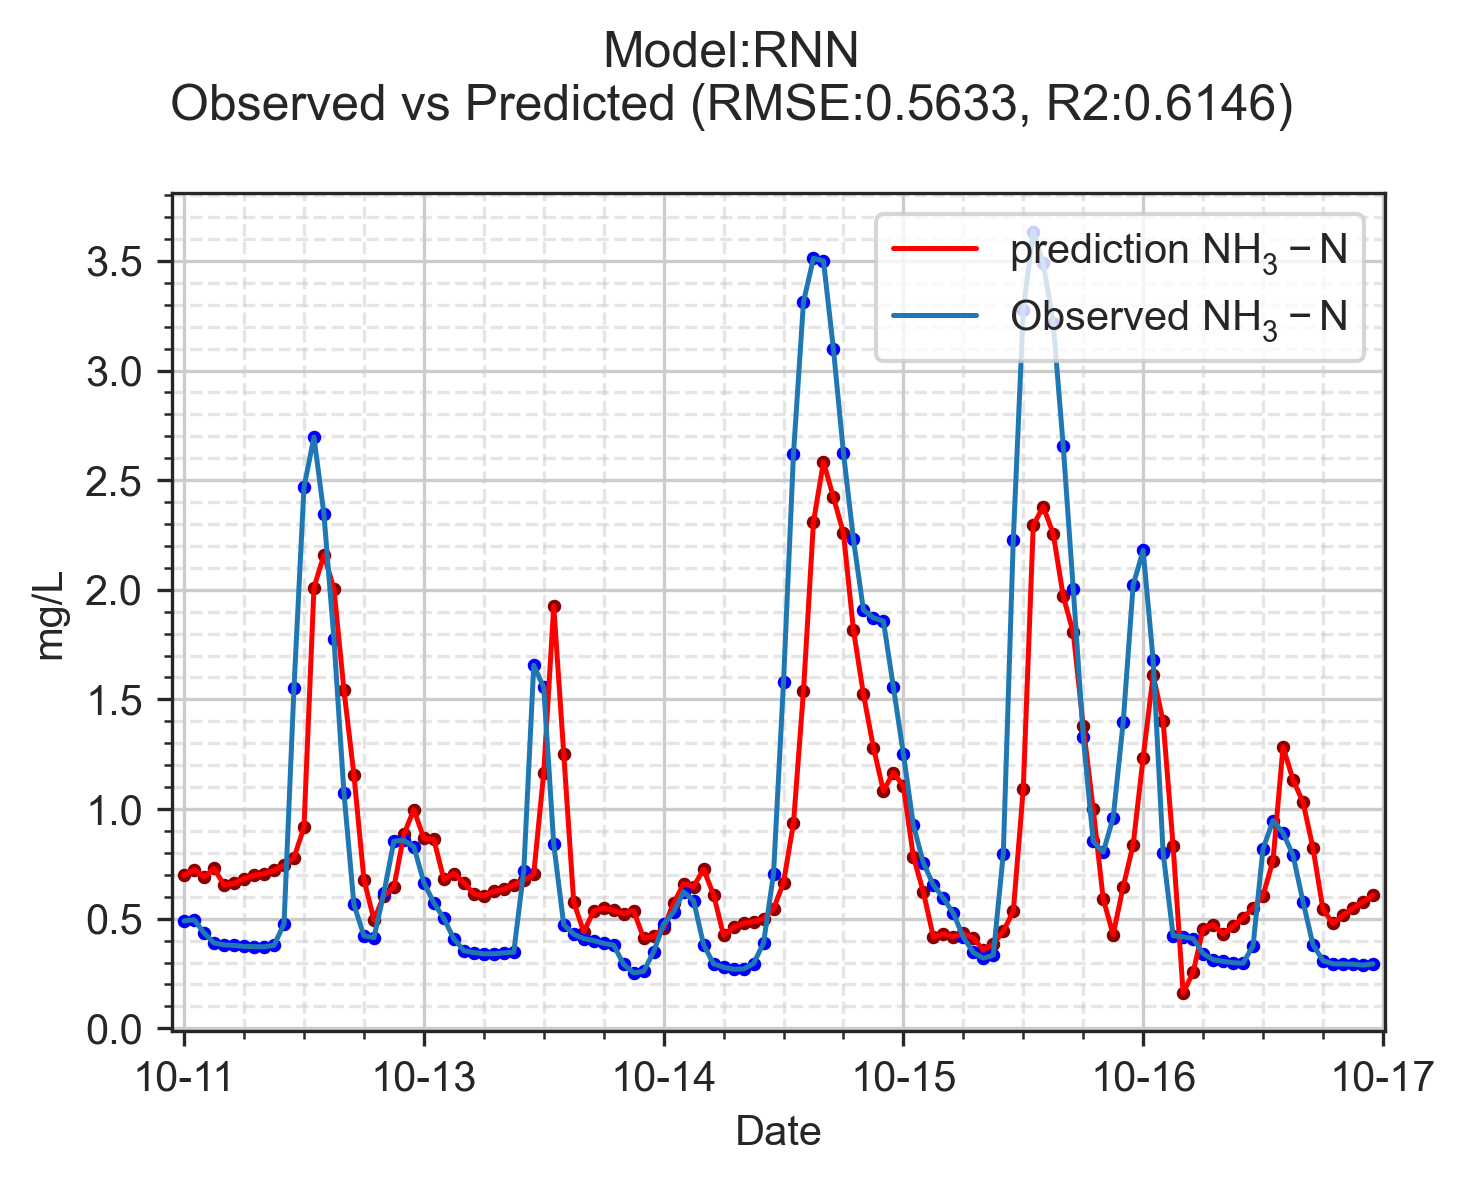 Model:RNN
Observed vs Predicted (RMSE:0.5633, R2:0.6146)
prediction NH₃ − N
Observed NH₃ − N
3.5
3.0
2.5
2.0
1.5
1.0
0.5
0.0
mg/L
10-11 10-13 10-14 10-15 10-16 10-17
Date